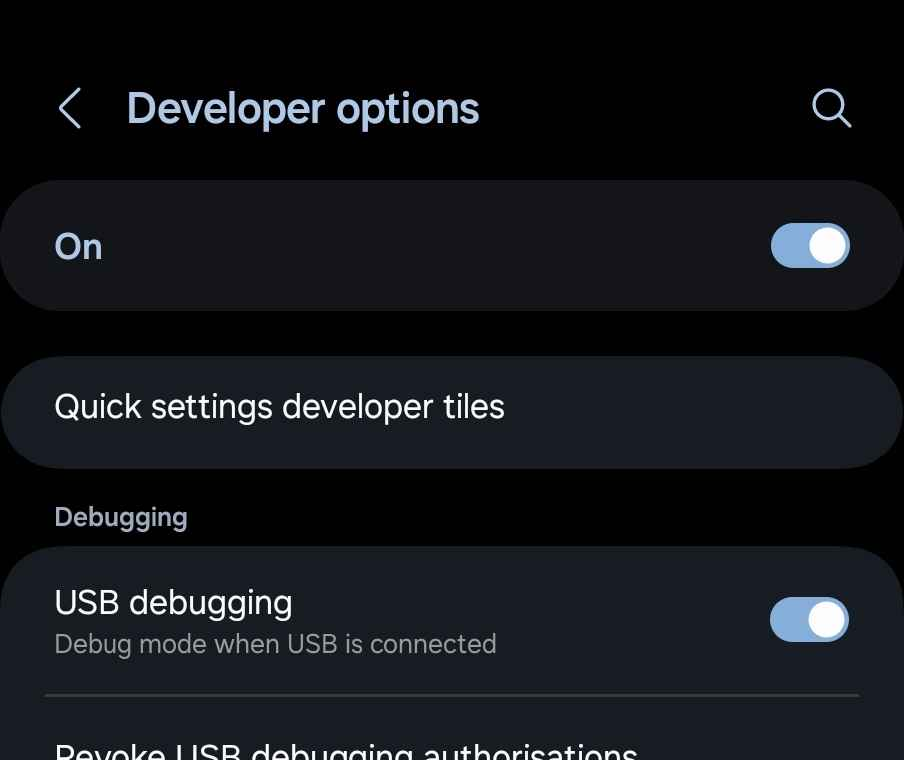 Developer options
On
Quick settings developer tiles
Debugging
USB debugging
Debug mode when USB is connected
Revoke USB debugging authorisations